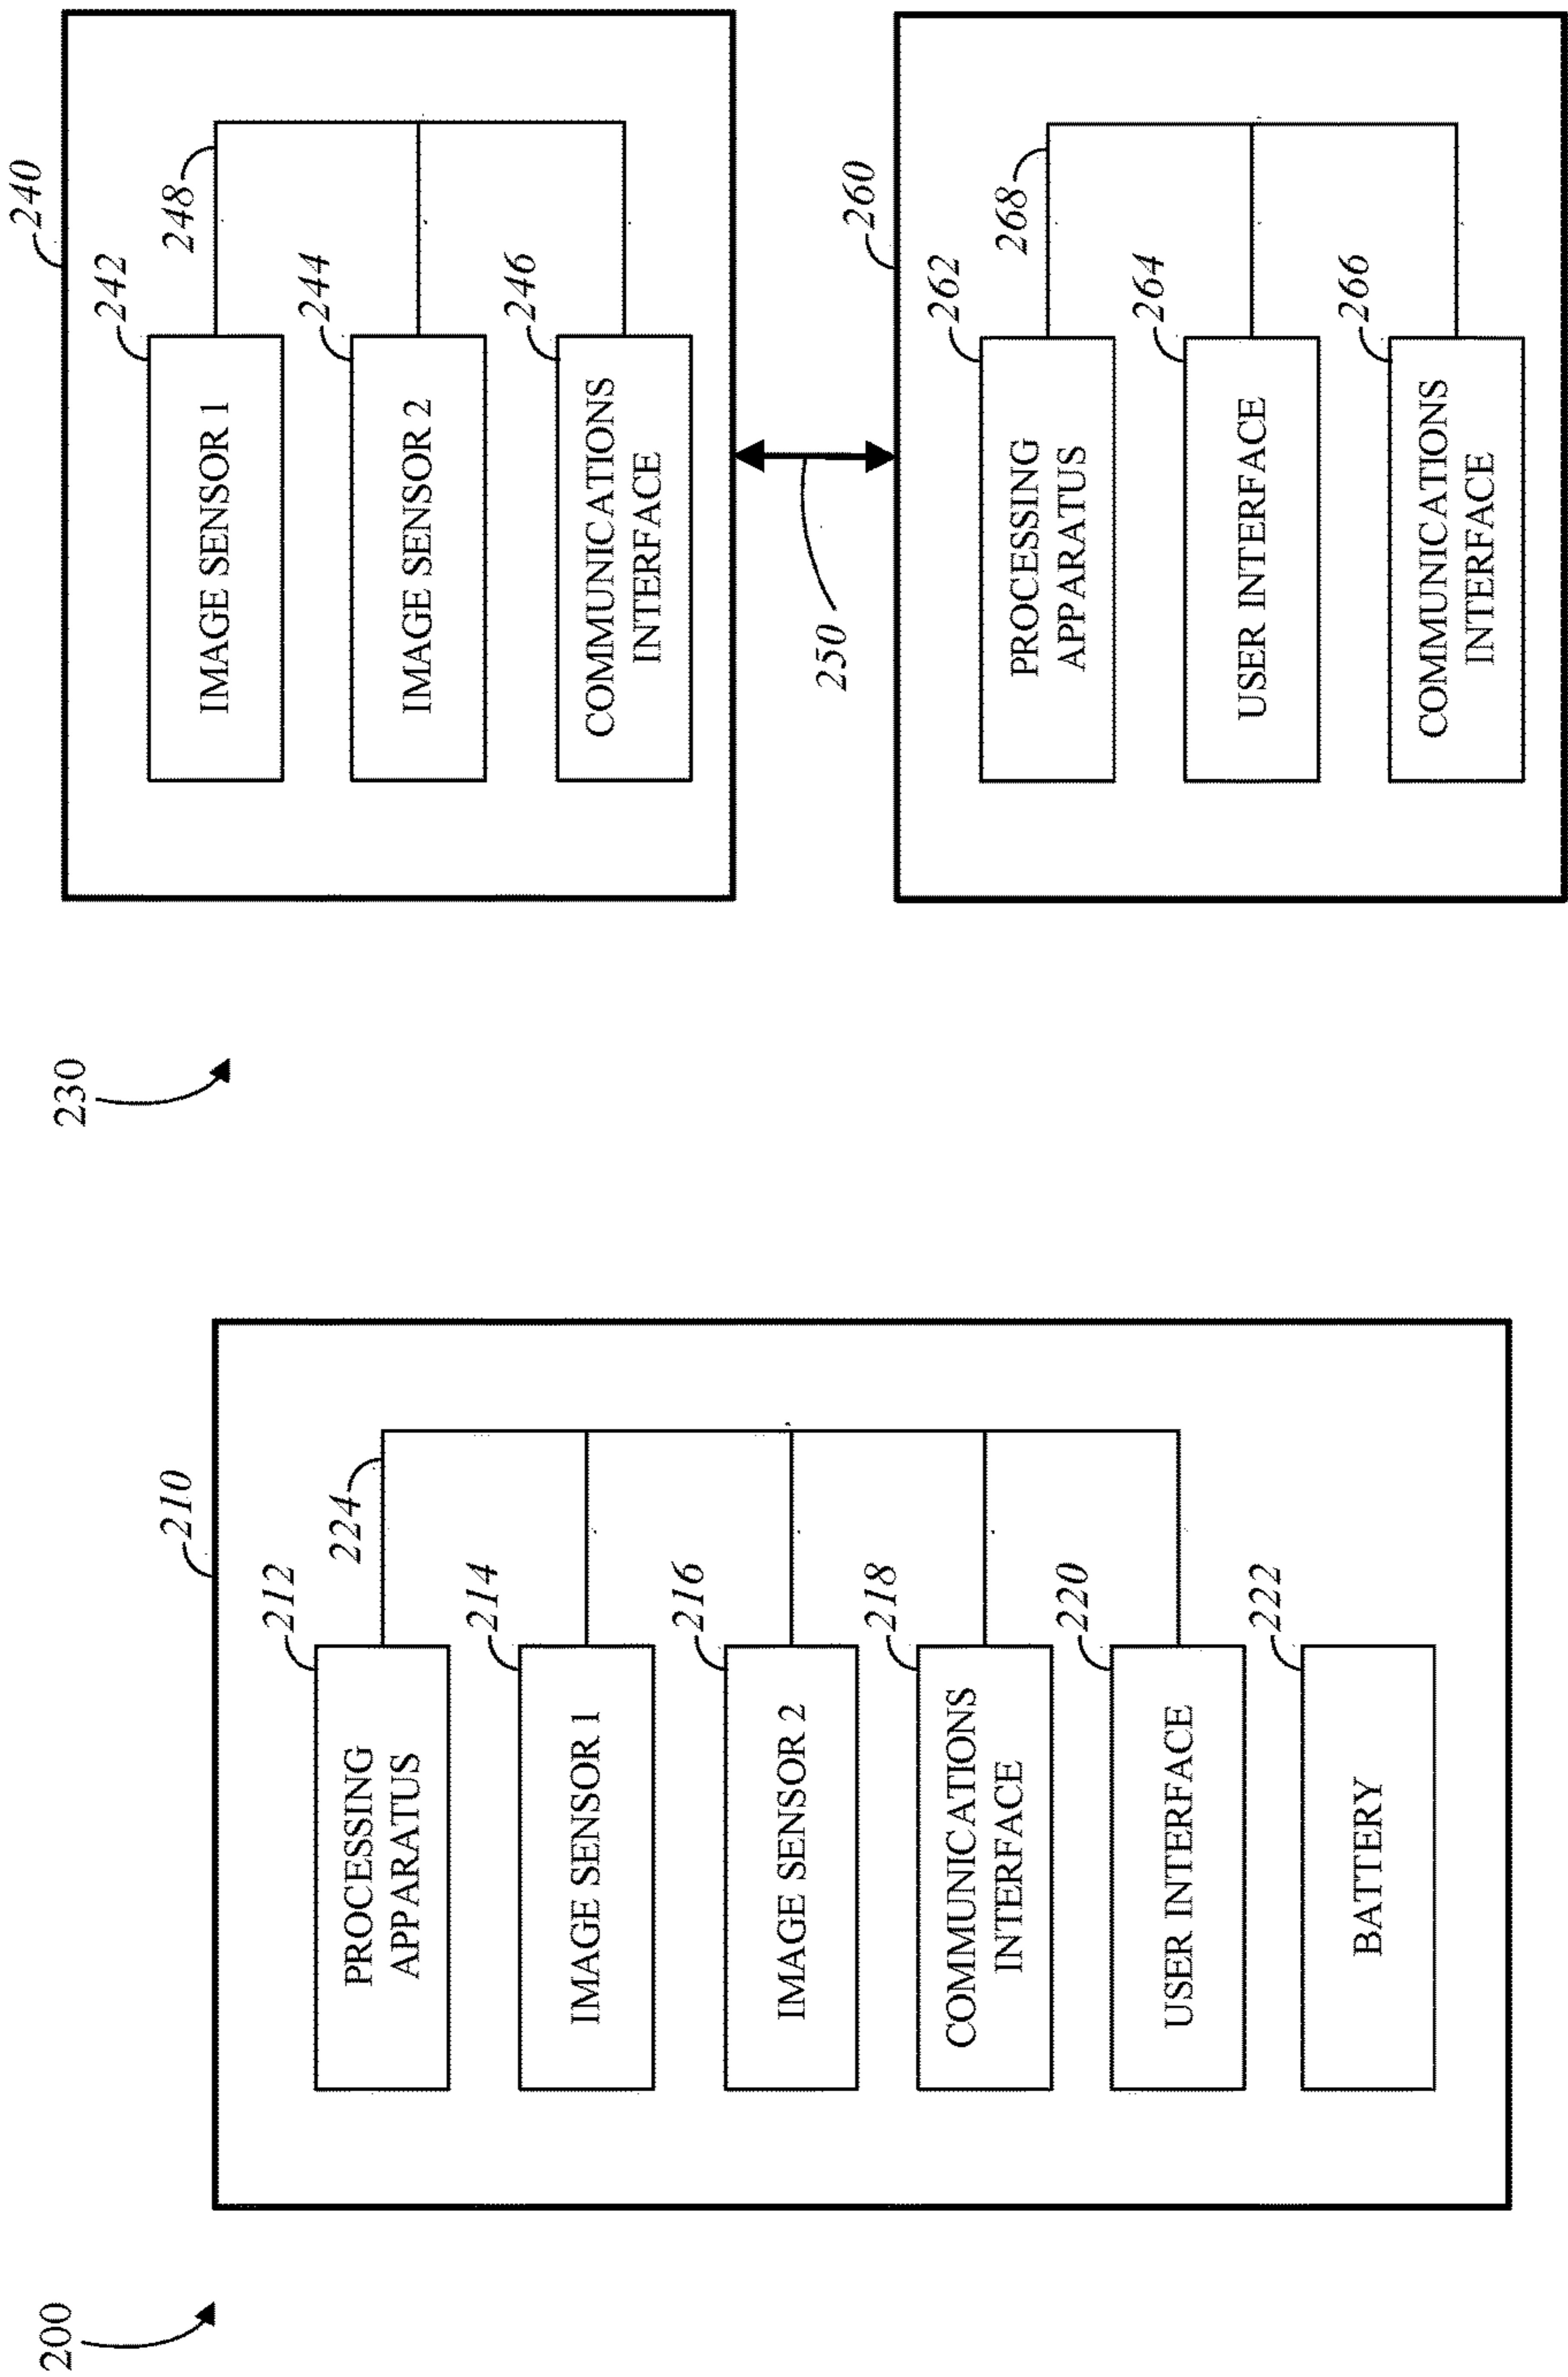 200
210
212
PROCESSING
APPARATUS
224
214
IMAGE SENSOR 1
216
IMAGE SENSOR 2
218
COMMUNICATIONS
INTERFACE
220
USER INTERFACE
222
BATTERY
230
240
242
IMAGE SENSOR 1
248
244
IMAGE SENSOR 2
246
COMMUNICATIONS
INTERFACE
250
260
262
PROCESSING
APPARATUS
268
264
USER INTERFACE
266
COMMUNICATIONS
INTERFACE